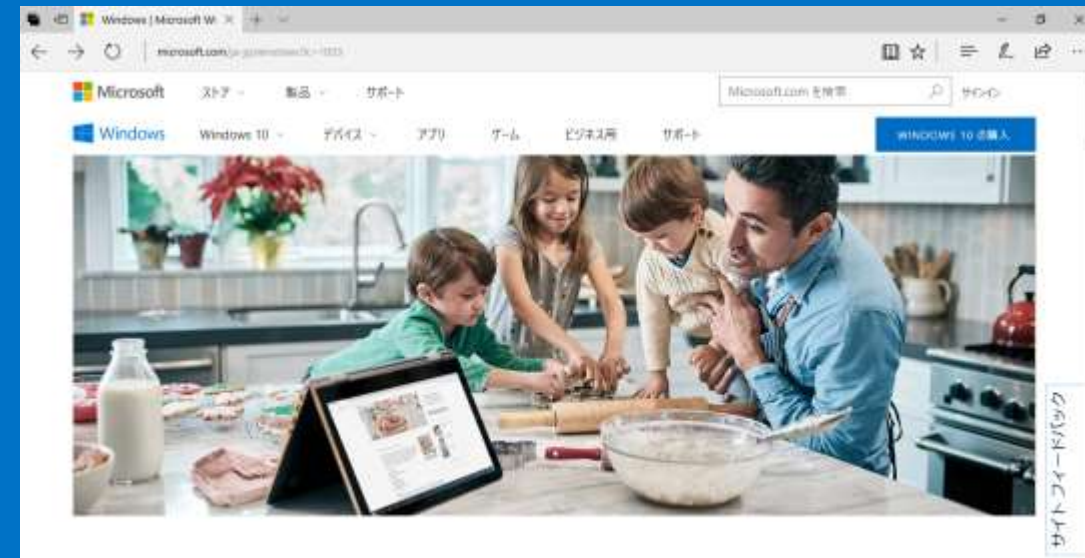 Windows | Microsoft Wi
microsoft.com
Microsoft ストア 製品 サポート Microsoft.com を検索 サインイン
Windows Windows 10 デバイス アプリ ゲーム ビジネス用 サポート WINDOWS 10 の購入
サイト フィードバック